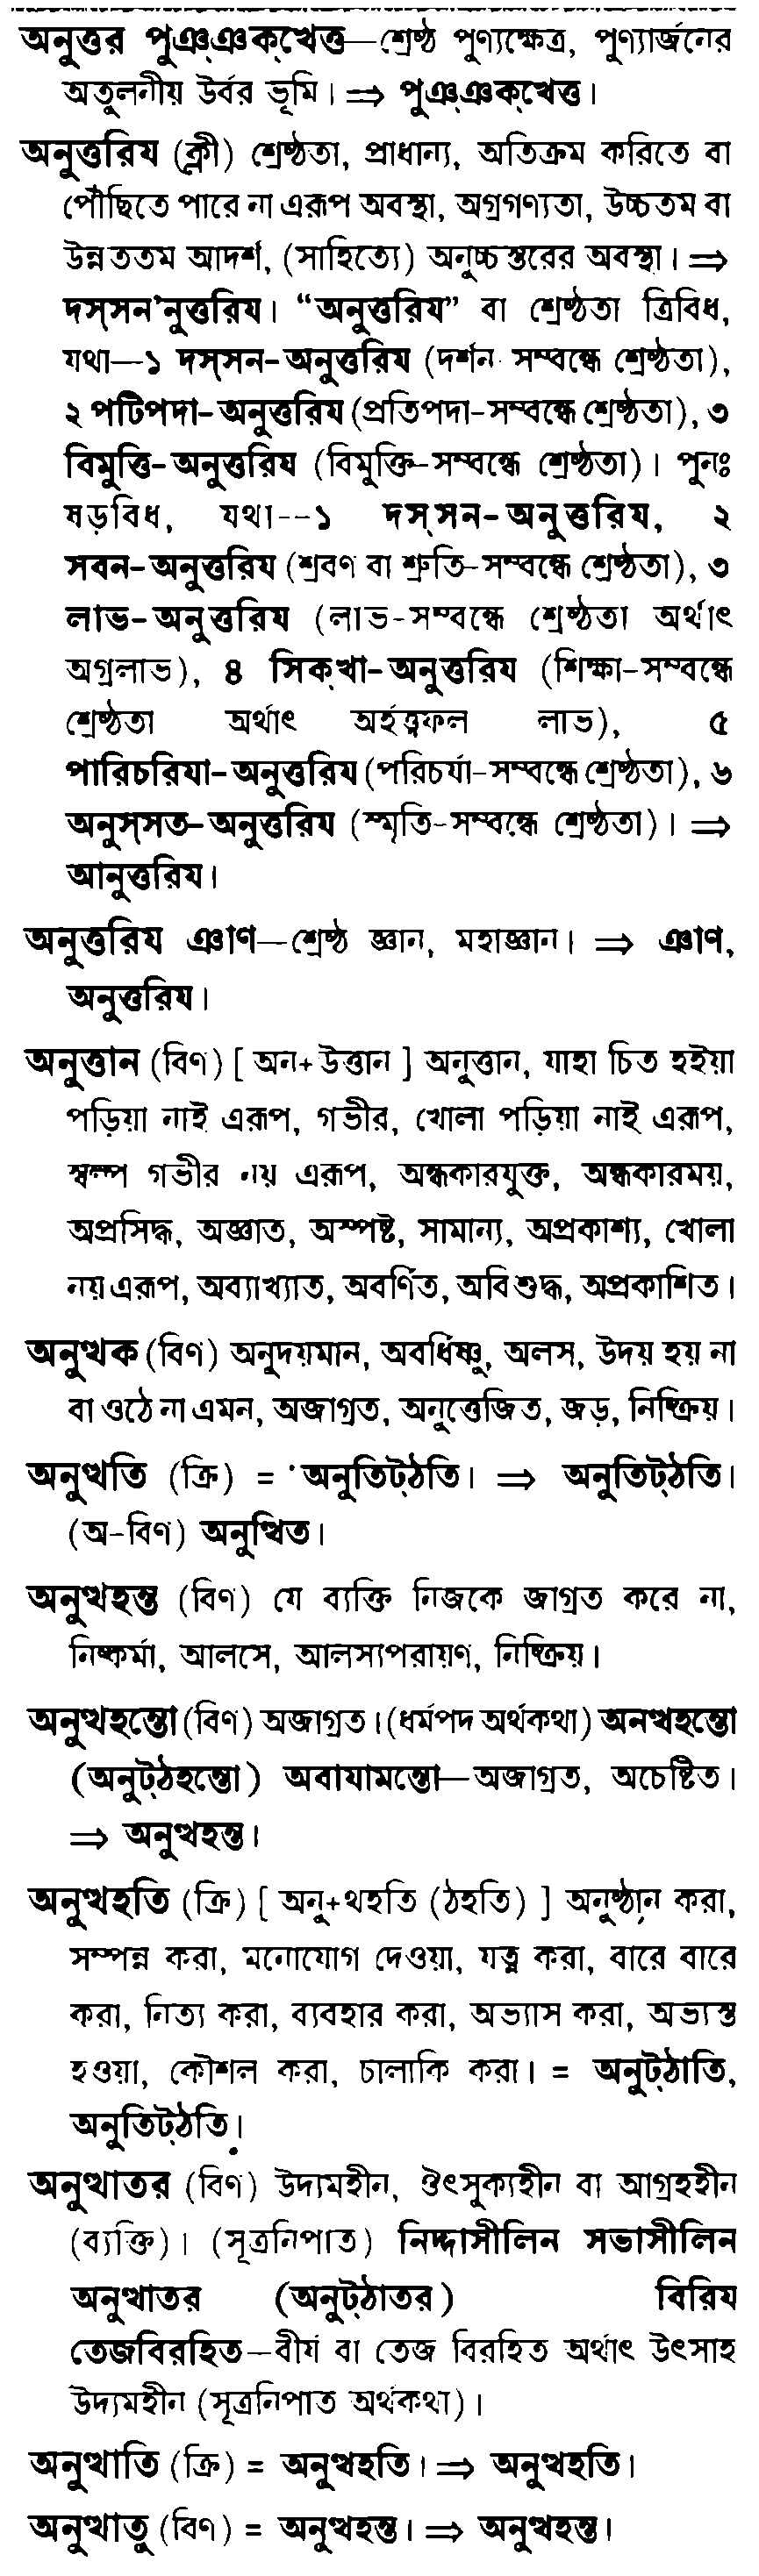 অনুত্তর পুঞ্ঞক্খেত্ত—শ্রেষ্ঠ পুণ্যক্ষেত্র, পুণ্যার্জনের
অতুলনীয় উর্বর ভূমি। ⇒ পুঞ্ঞক্খেত্ত।
অনুত্তরিয (ক্লী) শ্রেষ্ঠতা, প্রাধান্য, অতিক্রম করিতে বা
পৌঁছিতে পারে না এরূপ অবস্থা, অগ্রগণ্যতা, উচ্চতম বা
উন্নততম আদর্শ, (সাহিত্যে) অনুচ্চস্তরের অবস্থা। ⇒
দস্সন'নুত্তরিয। “অনুত্তরিয” বা শ্রেষ্ঠতা ত্রিবিধ,
যথা—১ দস্সন-অনুত্তরিয (দর্শন সম্বন্ধে শ্রেষ্ঠতা),
২ পটিপদা-অনুত্তরিয (প্রতিপদা-সম্বন্ধে শ্রেষ্ঠতা), ৩
বিমুত্তি-অনুত্তরিয (বিমুক্তি-সম্বন্ধে শ্রেষ্ঠতা)। পুনঃ
ষড়বিধ, যথা--১ দস্সন-অনুত্তরিয, ২
সবন-অনুত্তরিয (শ্রবণ বা শ্রুতি-সম্বন্ধে শ্রেষ্ঠতা), ৩
লাভ-অনুত্তরিয (লাভ-সম্বন্ধে শ্রেষ্ঠতা অর্থাৎ
অগ্রলাভ), ৪ সিক্খা-অনুত্তরিয (শিক্ষা-সম্বন্ধে
শ্রেষ্ঠতা অর্থাৎ অর্হত্ত্বফল লাভ), ৫
পারিচরিযা-অনুত্তরিয (পরিচর্যা-সম্বন্ধে শ্রেষ্ঠতা), ৬
অনুস্সত-অনুত্তরিয (স্মৃতি-সম্বন্ধে শ্রেষ্ঠতা)। ⇒
আনুত্তরিয।
অনুত্তরিয ঞাণ—শ্রেষ্ঠ জ্ঞান, মহাজ্ঞান। ⇒ ঞাণ,
অনুত্তরিয।
অনুত্তান (বিণ) [ অন+উত্তান ] অনুত্তান, যাহা চিত হইয়া
পড়িয়া নাই এরূপ, গভীর, খোলা পড়িয়া নাই এরূপ,
স্বল্প গভীর নয় এরূপ, অন্ধকারযুক্ত, অন্ধকারময়,
অপ্রসিদ্ধ, অজ্ঞাত, অস্পষ্ট, সামান্য, অপ্রকাশ্য, খোলা
নয় এরূপ, অব্যাখ্যাত, অবর্ণিত, অবিশুদ্ধ, অপ্রকাশিত।
অনুত্থক (বিণ) অনুদয়মান, অবর্ধিষ্ণু, অলস, উদয় হয় না
বা ওঠে না এমন, অজাগ্রত, অনুত্তেজিত, জড়, নিষ্ক্রিয়।
অনুত্থতি (ক্রি) = অনুতিট্ঠতি। ⇒ অনুতিট্ঠতি।
(অ-বিণ) অনুত্থিত।
অনুত্থহন্ত (বিণ) যে ব্যক্তি নিজকে জাগ্রত করে না,
নিষ্কর্মা, আলসে, আলস্যপরায়ণ, নিষ্ক্রিয়।
অনুত্থহন্তো (বিণ) অজাগ্রত। (ধর্মপদ অর্থকথা) অনত্থহন্তো
(অনুট্ঠহন্তো) অবাযামন্তো—অজাগ্রত, অচেষ্টিত।
⇒ অনুত্থহন্ত।
অনুত্থহতি (ক্রি) [ অনু+থহতি (ঠহতি) ] অনুষ্ঠান করা,
সম্পন্ন করা, মনোযোগ দেওয়া, যত্ন করা, বারে বারে
করা, নিত্য করা, ব্যবহার করা, অভ্যাস করা, অভ্যস্ত
হওয়া, কৌশল করা, চালাকি করা। = অনুট্ঠাতি,
অনুতিট্ঠতি।
অনুত্থাতর (বিণ) উদ্যমহীন, ঔৎসুক্যহীন বা আগ্রহহীন
(ব্যক্তি)। (সূত্রনিপাত) নিদ্দাসীলিন সভাসীলিন
অনুত্থাতর (অনুট্ঠাতর) বিরিয
তেজবিরহিত—বীর্য বা তেজ বিরহিত অর্থাৎ উৎসাহ
উদ্যমহীন (সূত্রনিপাত অর্থকথা)।
অনুত্থাতি (ক্রি) = অনুত্থহতি। ⇒ অনুত্থহতি।
অনুত্থাতু (বিণ) = অনুত্থহন্ত। ⇒ অনুত্থহন্ত।